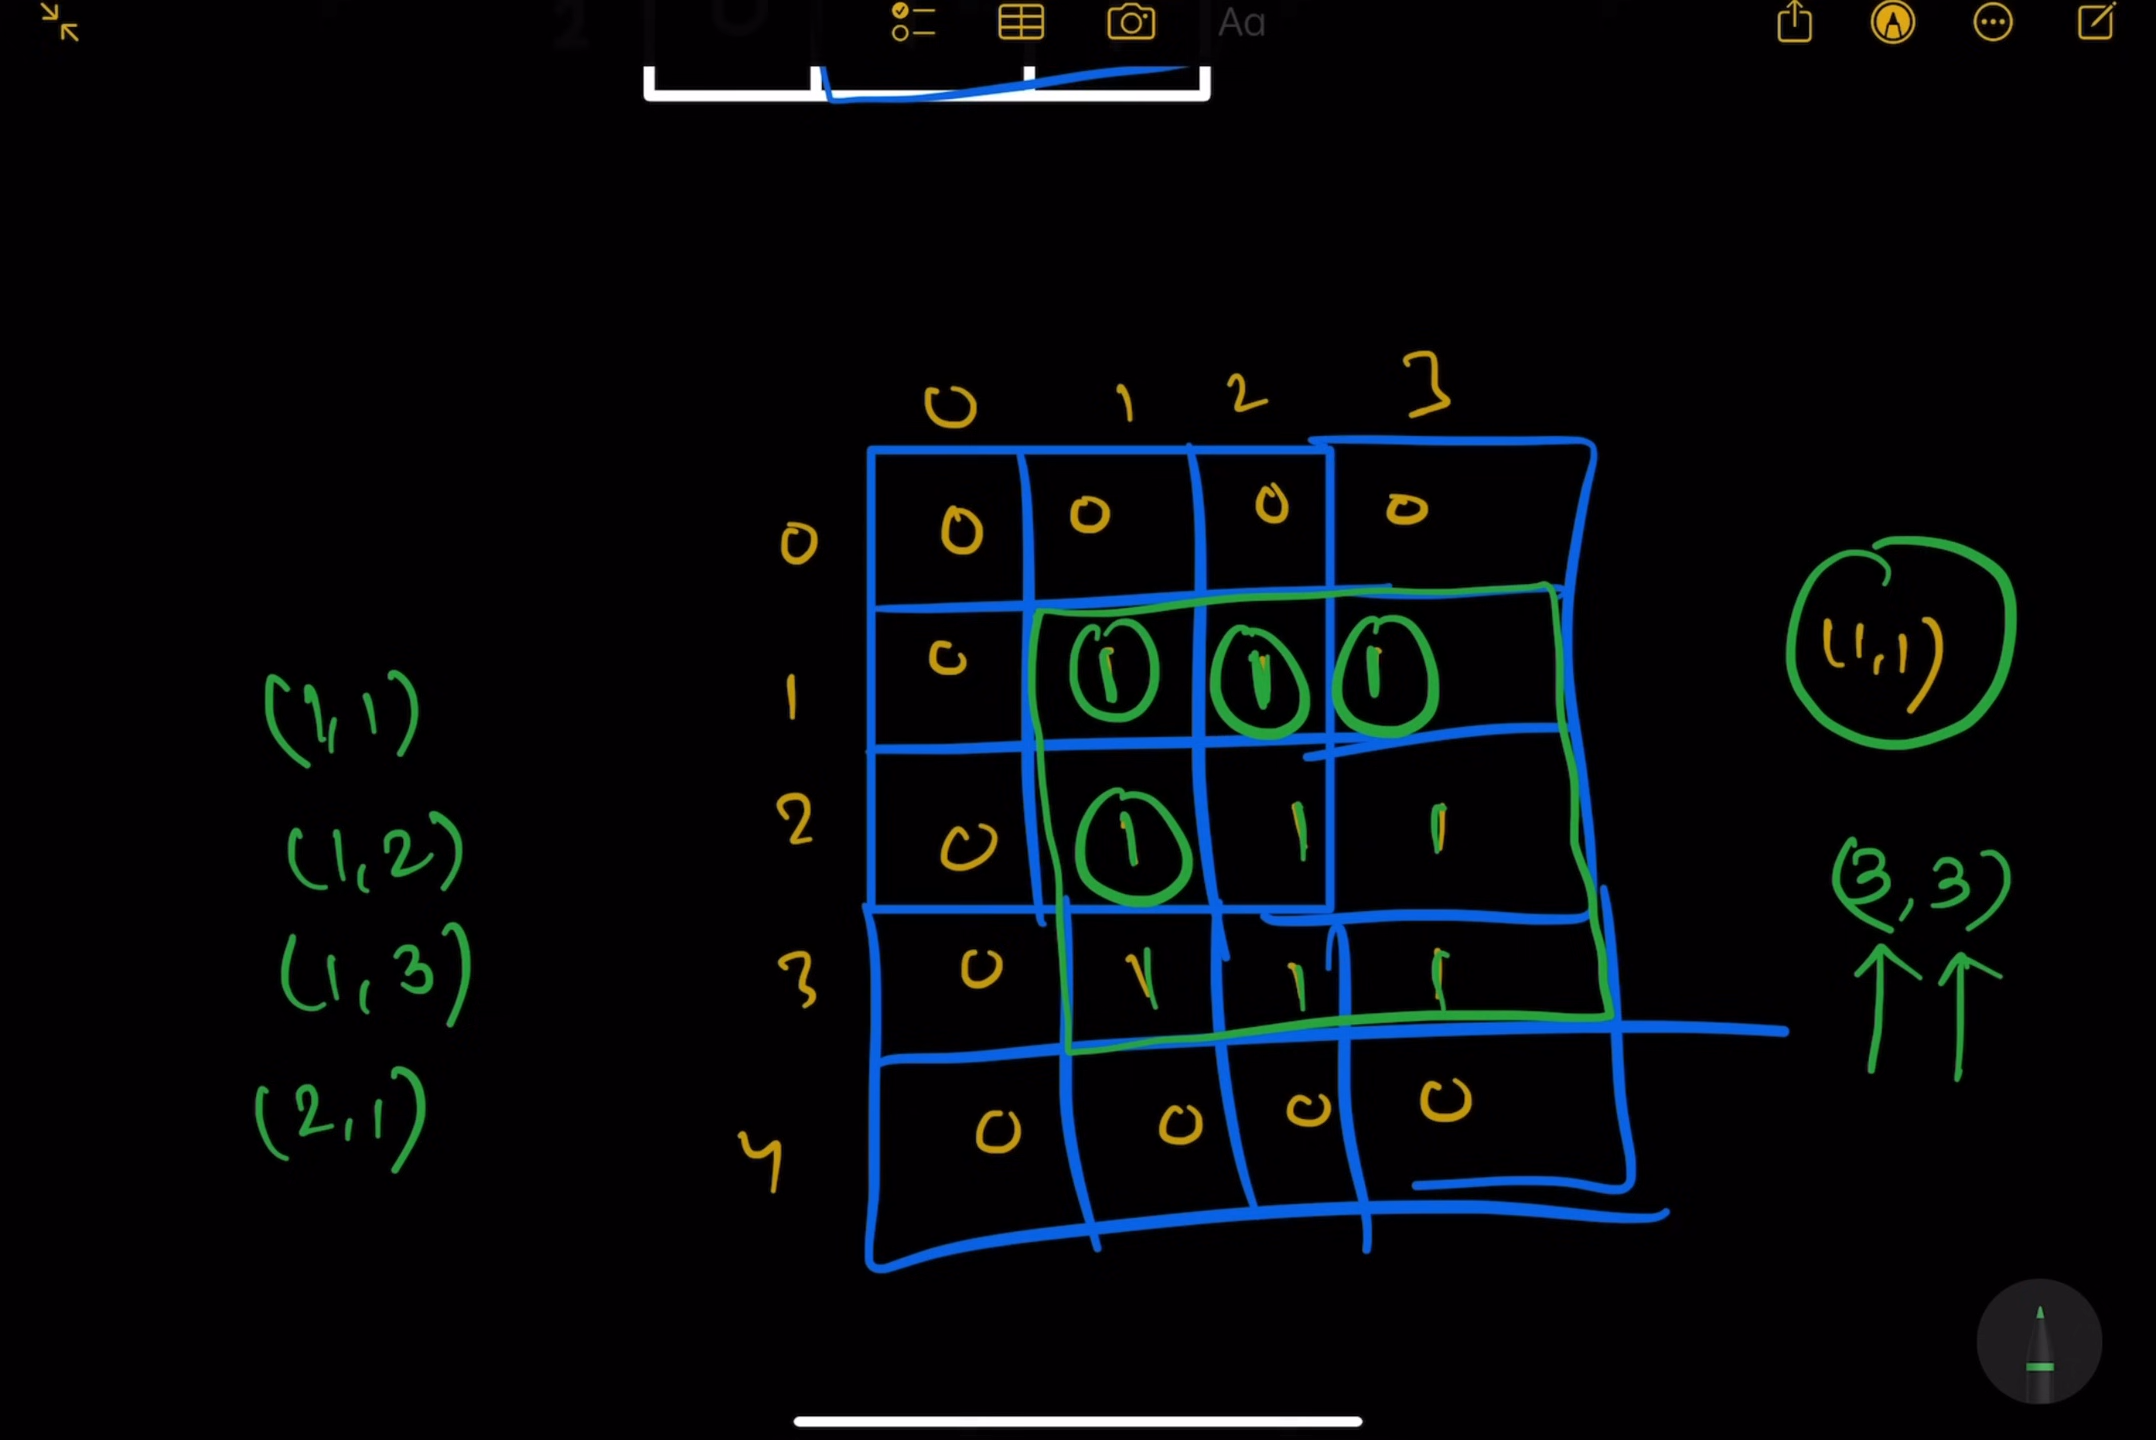 Aa
0 1 2 3
0 0 0 0 0
1 0 1 1 1
2 0 1 1 1
3 0 1 1 1
4 0 0 0 0
(1,1)
(1,2)
(1,3)
(2,1)
(1,1)
(3,3)